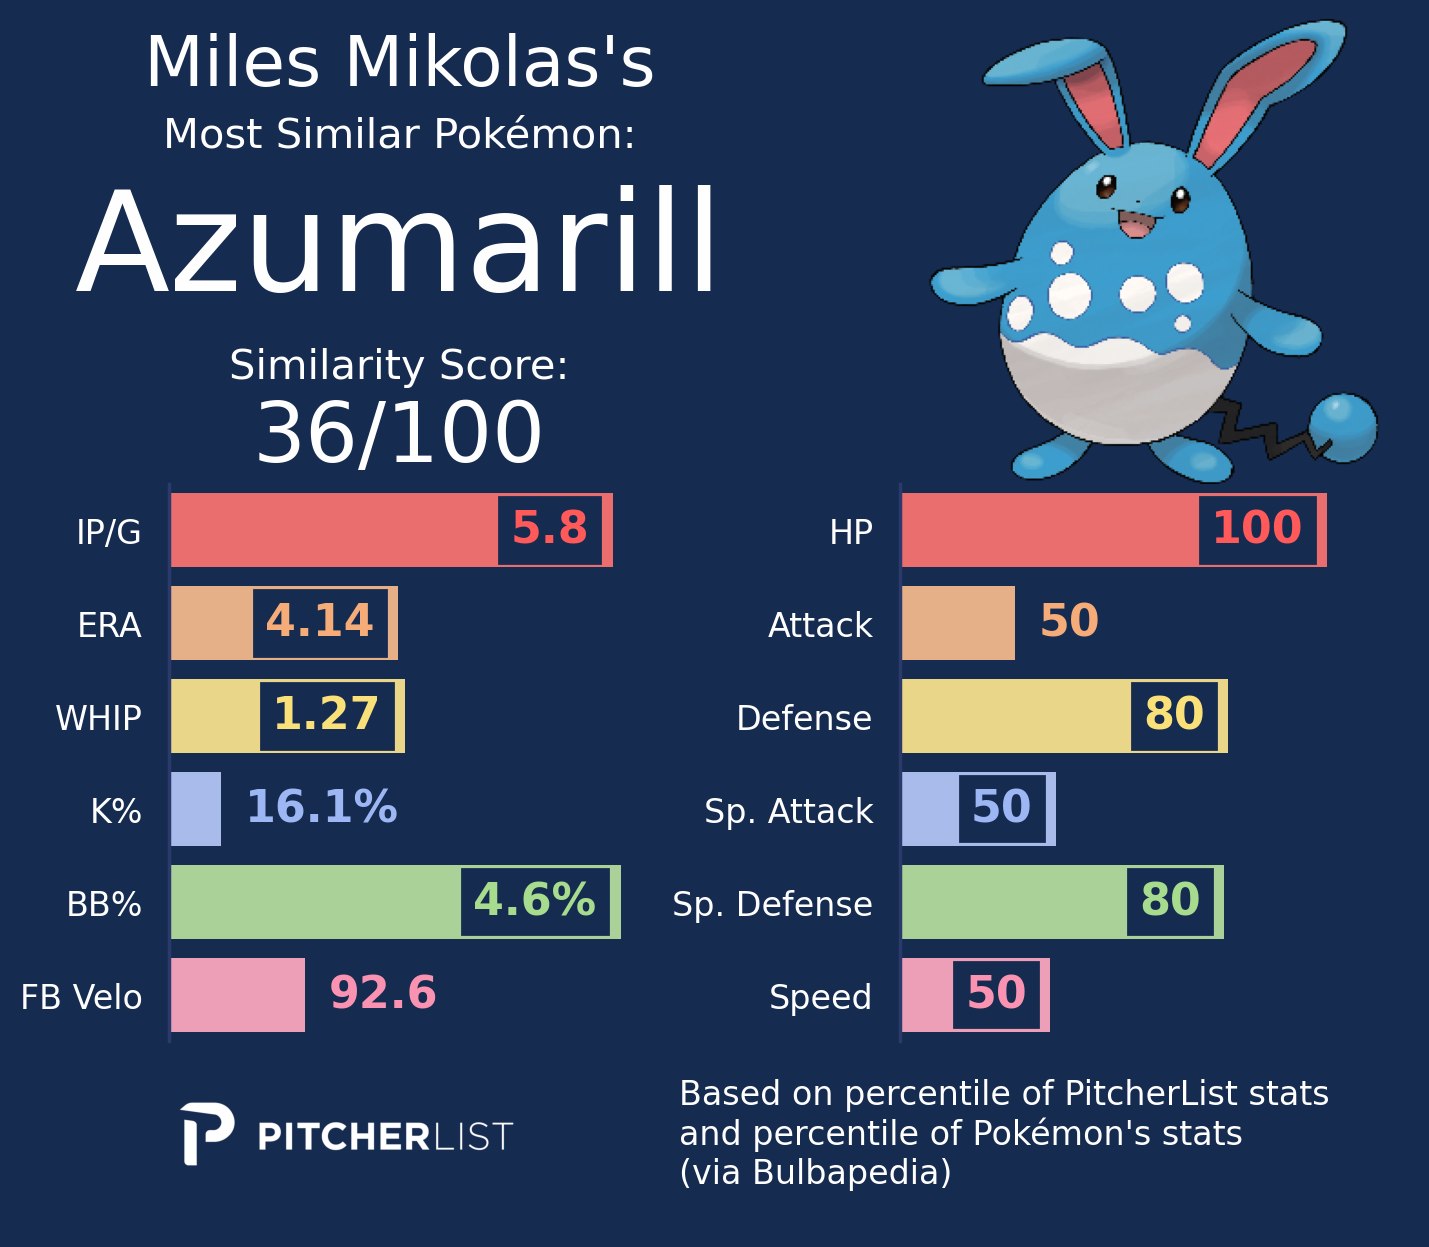 Miles Mikolas's
Most Similar Pokémon:
Azumarill
Similarity Score:
36/100
IP/G 5.8
ERA 4.14
WHIP 1.27
K% 16.1%
BB% 4.6%
FB Velo 92.6
HP 100
Attack 50
Defense 80
Sp. Attack 50
Sp. Defense 80
Speed 50
PITCHERLIST
Based on percentile of PitcherList stats
and percentile of Pokémon's stats
(via Bulbapedia)